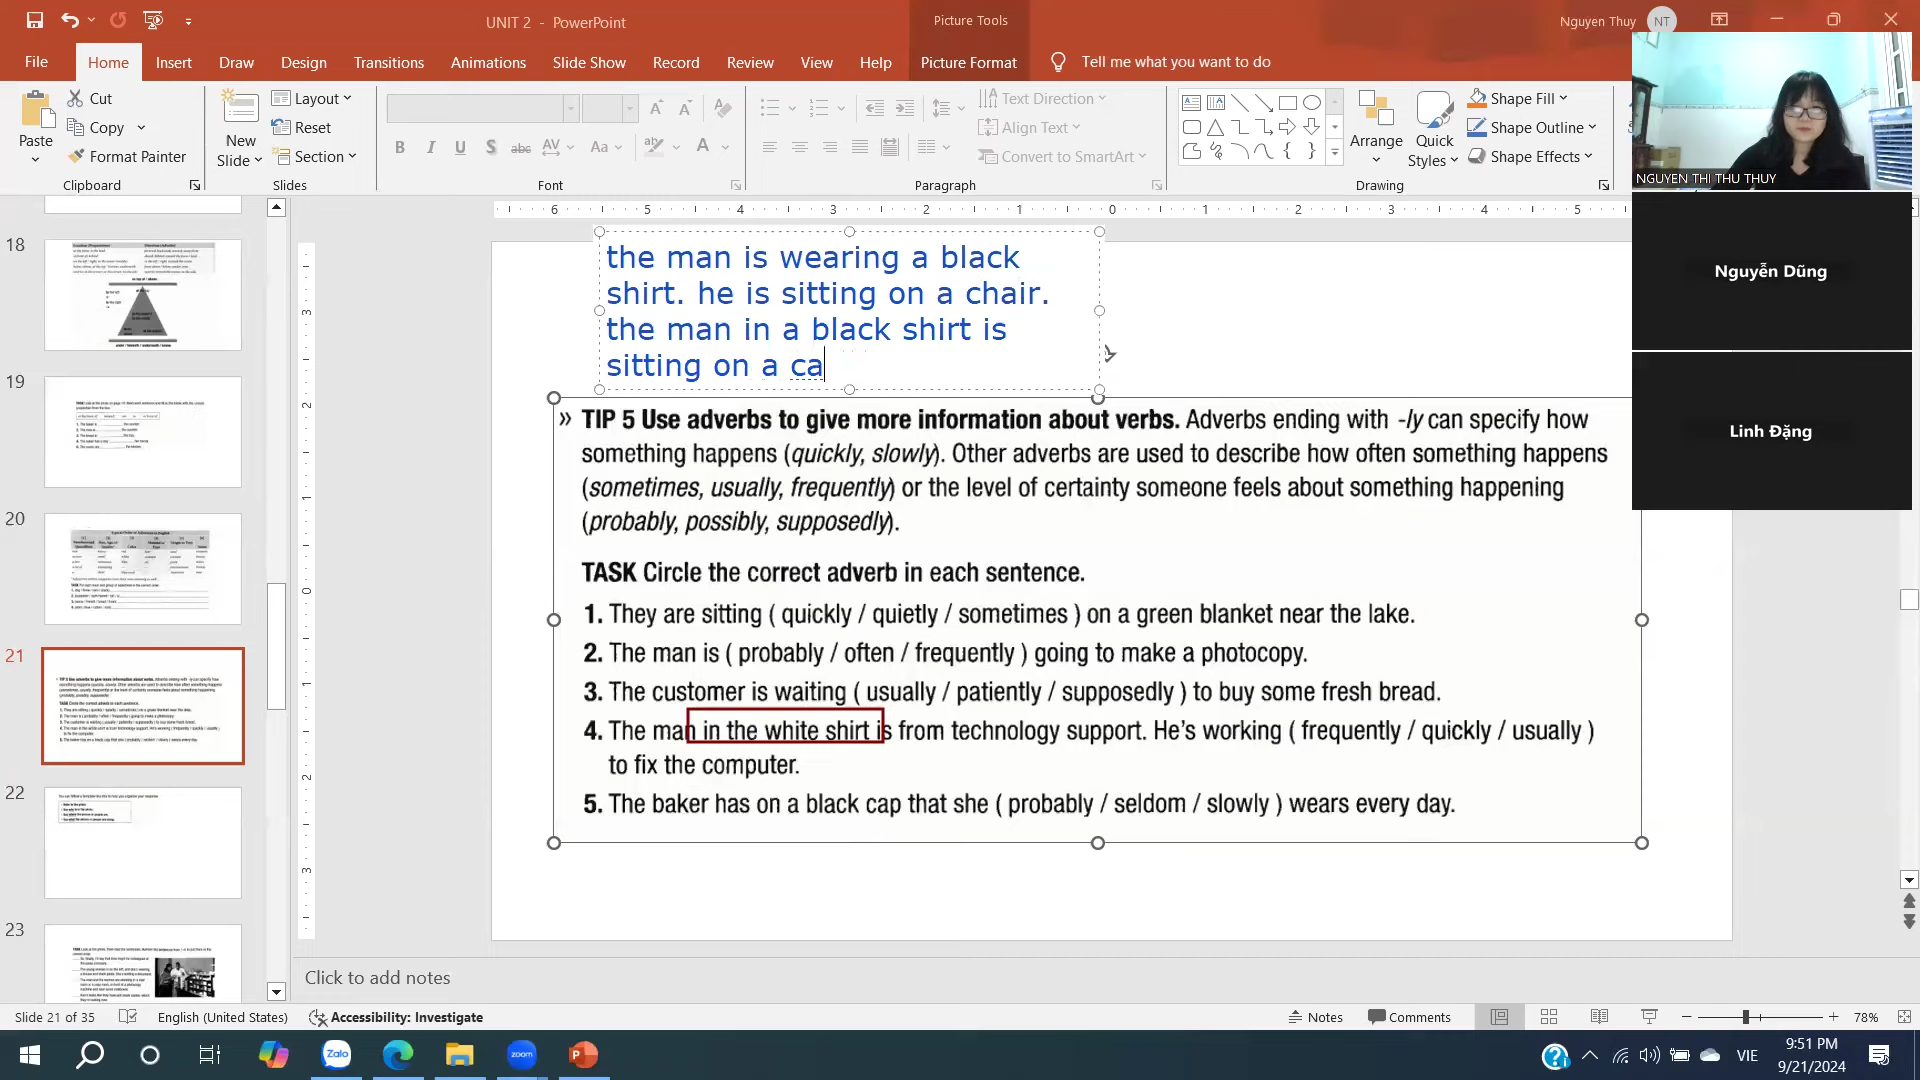 UNIT 2 - PowerPoint
Picture Tools
Nguyen Thuy
NT
File
Home
Insert
Draw
Design
Transitions
Animations
Slide Show
Record
Review
View
Help
Picture Format
Tell me what you want to do
Paste
Cut
Copy
Format Painter
Clipboard
New Slide
Layout
Reset
Section
Slides
Font
Text Direction
Align Text
Convert to SmartArt
Paragraph
Arrange
Quick Styles
Shape Fill
Shape Outline
Shape Effects
Drawing
NGUYEN THI THU THUY
Nguyễn Dũng
Linh Đặng
18
19
20
21
22
23
the man is wearing a black
shirt. he is sitting on a chair.
the man in a black shirt is
sitting on a ca
» TIP 5 Use adverbs to give more information about verbs. Adverbs ending with -ly can specify how
something happens (quickly, slowly). Other adverbs are used to describe how often something happens
(sometimes, usually, frequently) or the level of certainty someone feels about something happening
(probably, possibly, supposedly).
TASK Circle the correct adverb in each sentence.
1. They are sitting ( quickly / quietly / sometimes ) on a green blanket near the lake.
2. The man is ( probably / often / frequently ) going to make a photocopy.
3. The customer is waiting ( usually / patiently / supposedly ) to buy some fresh bread.
4. The man in the white shirt is from technology support. He's working ( frequently / quickly / usually )
to fix the computer.
5. The baker has on a black cap that she ( probably / seldom / slowly ) wears every day.
Click to add notes
Slide 21 of 35
English (United States)
Accessibility: Investigate
Notes
Comments
78%
Zalo
zoom
VIE
9:51 PM
9/21/2024